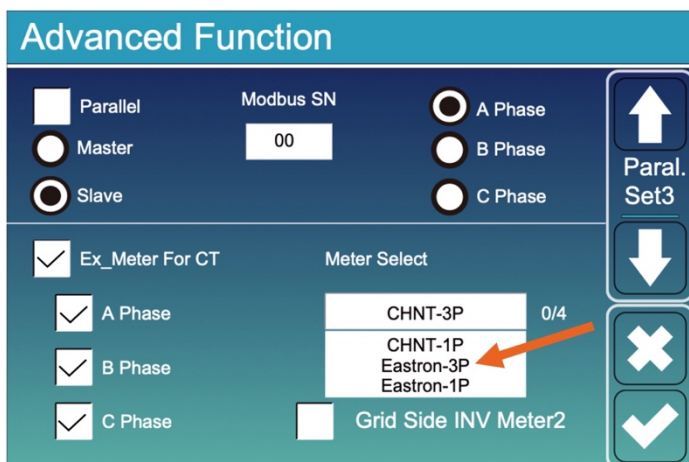 Advanced Function
Parallel
Modbus SN
A Phase
Master
00
B Phase
Slave
C Phase
Paral.
Set3
Ex_Meter For CT
Meter Select
A Phase
CHNT-3P
0/4
CHNT-1P
B Phase
Eastron-3P
Eastron-1P
C Phase
Grid Side INV Meter2